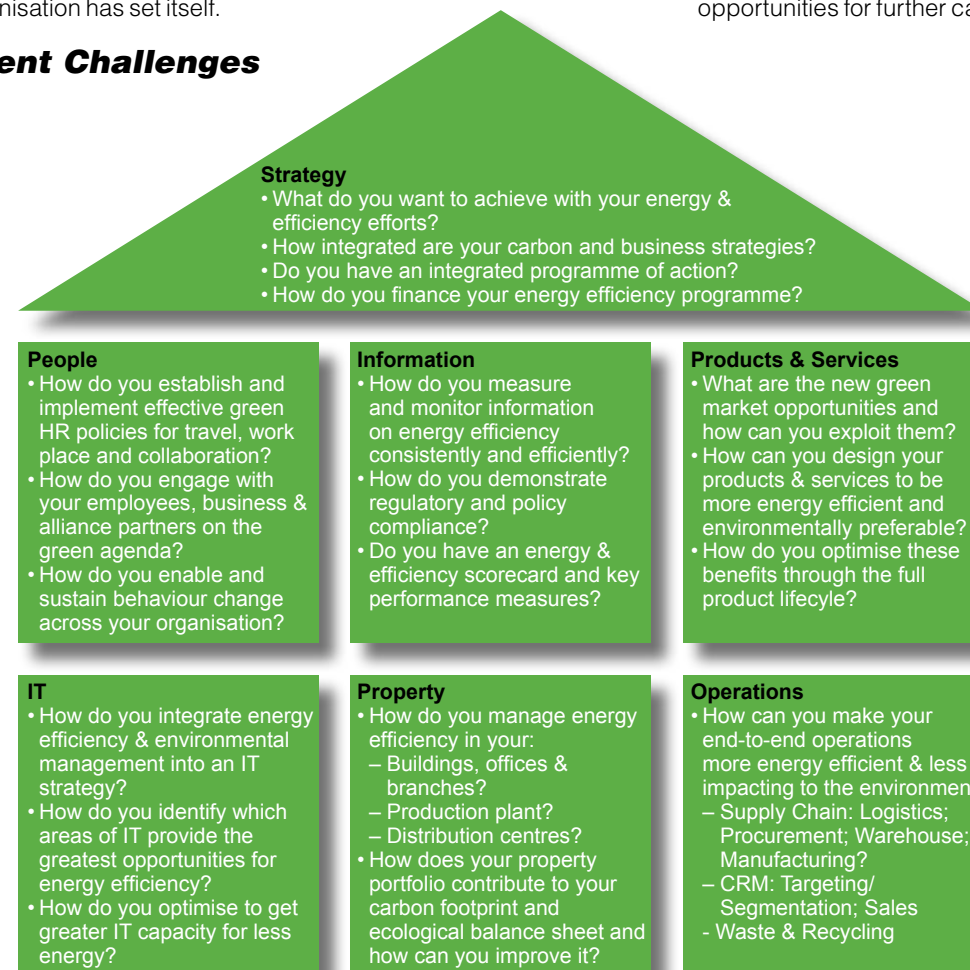 nisation has set itself.
opportunities for further ca
ent Challenges
Strategy
• What do you want to achieve with your energy &
efficiency efforts?
• How integrated are your carbon and business strategies?
• Do you have an integrated programme of action?
• How do you finance your energy efficiency programme?
People
• How do you establish and
implement effective green
HR policies for travel, work
place and collaboration?
• How do you engage with
your employees, business &
alliance partners on the
green agenda?
• How do you enable and
sustain behaviour change
across your organisation?
Information
• How do you measure
and monitor information
on energy efficiency
consistently and efficiently?
• How do you demonstrate
regulatory and policy
compliance?
• Do you have an energy &
efficiency scorecard and key
performance measures?
Products & Services
• What are the new green
market opportunities and
how can you exploit them?
• How can you design your
products & services to be
more energy efficient and
environmentally preferable?
• How do you optimise these
benefits through the full
product lifecyle?
IT
• How do you integrate energy
efficiency & environmental
management into an IT
strategy?
• How do you identify which
areas of IT provide the
greatest opportunities for
energy efficiency?
• How do you optimise to get
greater IT capacity for less
energy?
Property
• How do you manage energy
efficiency in your:
– Buildings, offices &
branches?
– Production plant?
– Distribution centres?
• How does your property
portfolio contribute to your
carbon footprint and
ecological balance sheet and
how can you improve it?
Operations
• How can you make your
end-to-end operations
more energy efficient & less
impacting to the environmen
– Supply Chain: Logistics;
Procurement; Warehouse;
Manufacturing?
– CRM: Targeting/
Segmentation; Sales
- Waste & Recycling